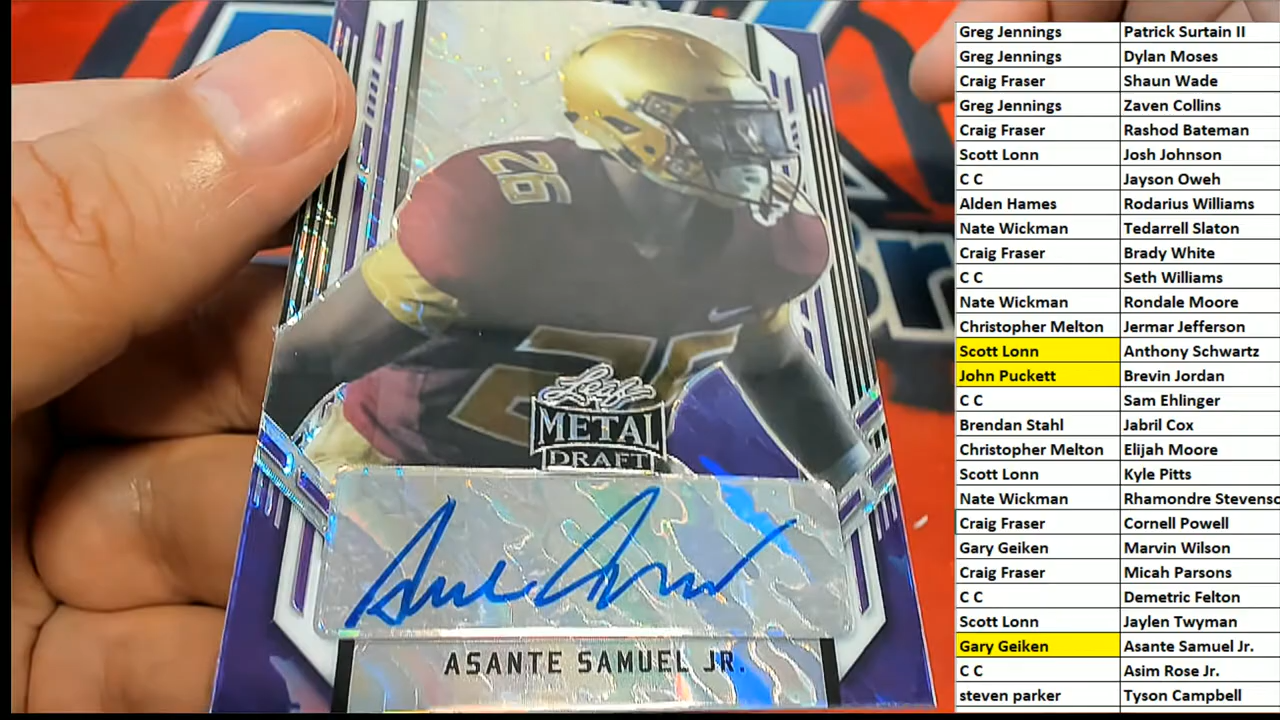 26
26
Leaf
METAL
DRAFT
ASANTE SAMUEL JR.
Greg Jennings Patrick Surtain II
Greg Jennings Dylan Moses
Craig Fraser Shaun Wade
Greg Jennings Zaven Collins
Craig Fraser Rashod Bateman
Scott Lonn Josh Johnson
C C Jayson Oweh
Alden Hames Rodarius Williams
Nate Wickman Tedarrell Slaton
Craig Fraser Brady White
C C Seth Williams
Nate Wickman Rondale Moore
Christopher Melton Jermar Jefferson
Scott Lonn Anthony Schwartz
John Puckett Brevin Jordan
C C Sam Ehlinger
Brendan Stahl Jabril Cox
Christopher Melton Elijah Moore
Scott Lonn Kyle Pitts
Nate Wickman Rhamondre Stevenso
Craig Fraser Cornell Powell
Gary Geiken Marvin Wilson
Craig Fraser Micah Parsons
C C Demetric Felton
Scott Lonn Jaylen Twyman
Gary Geiken Asante Samuel Jr.
C C Asim Rose Jr.
steven parker Tyson Campbell